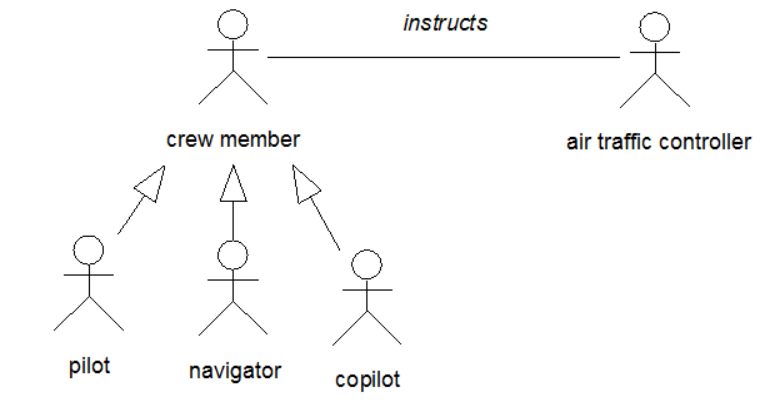 instructs
crew member
air traffic controller
pilot
navigator
copilot